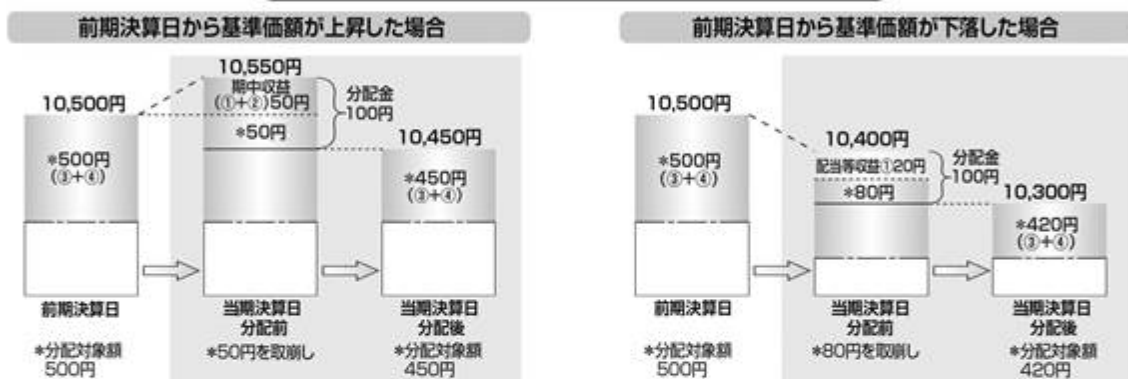 前期決算日から基準価額が上昇した場合
10,500円
*500円
(③+④)
前期決算日
*分配対象額
500円
10,550円
期中収益
(①+②)50円
*50円
分配金
100円
当期決算日
分配前
*50円を取崩し
10,450円
*450円
(③+④)
当期決算日
分配後
*分配対象額
450円
前期決算日から基準価額が下落した場合
10,500円
*500円
(③+④)
前期決算日
*分配対象額
500円
10,400円
配当等収益①20円
*80円
分配金
100円
当期決算日
分配前
*80円を取崩し
10,300円
*420円
(③+④)
当期決算日
分配後
*分配対象額
420円